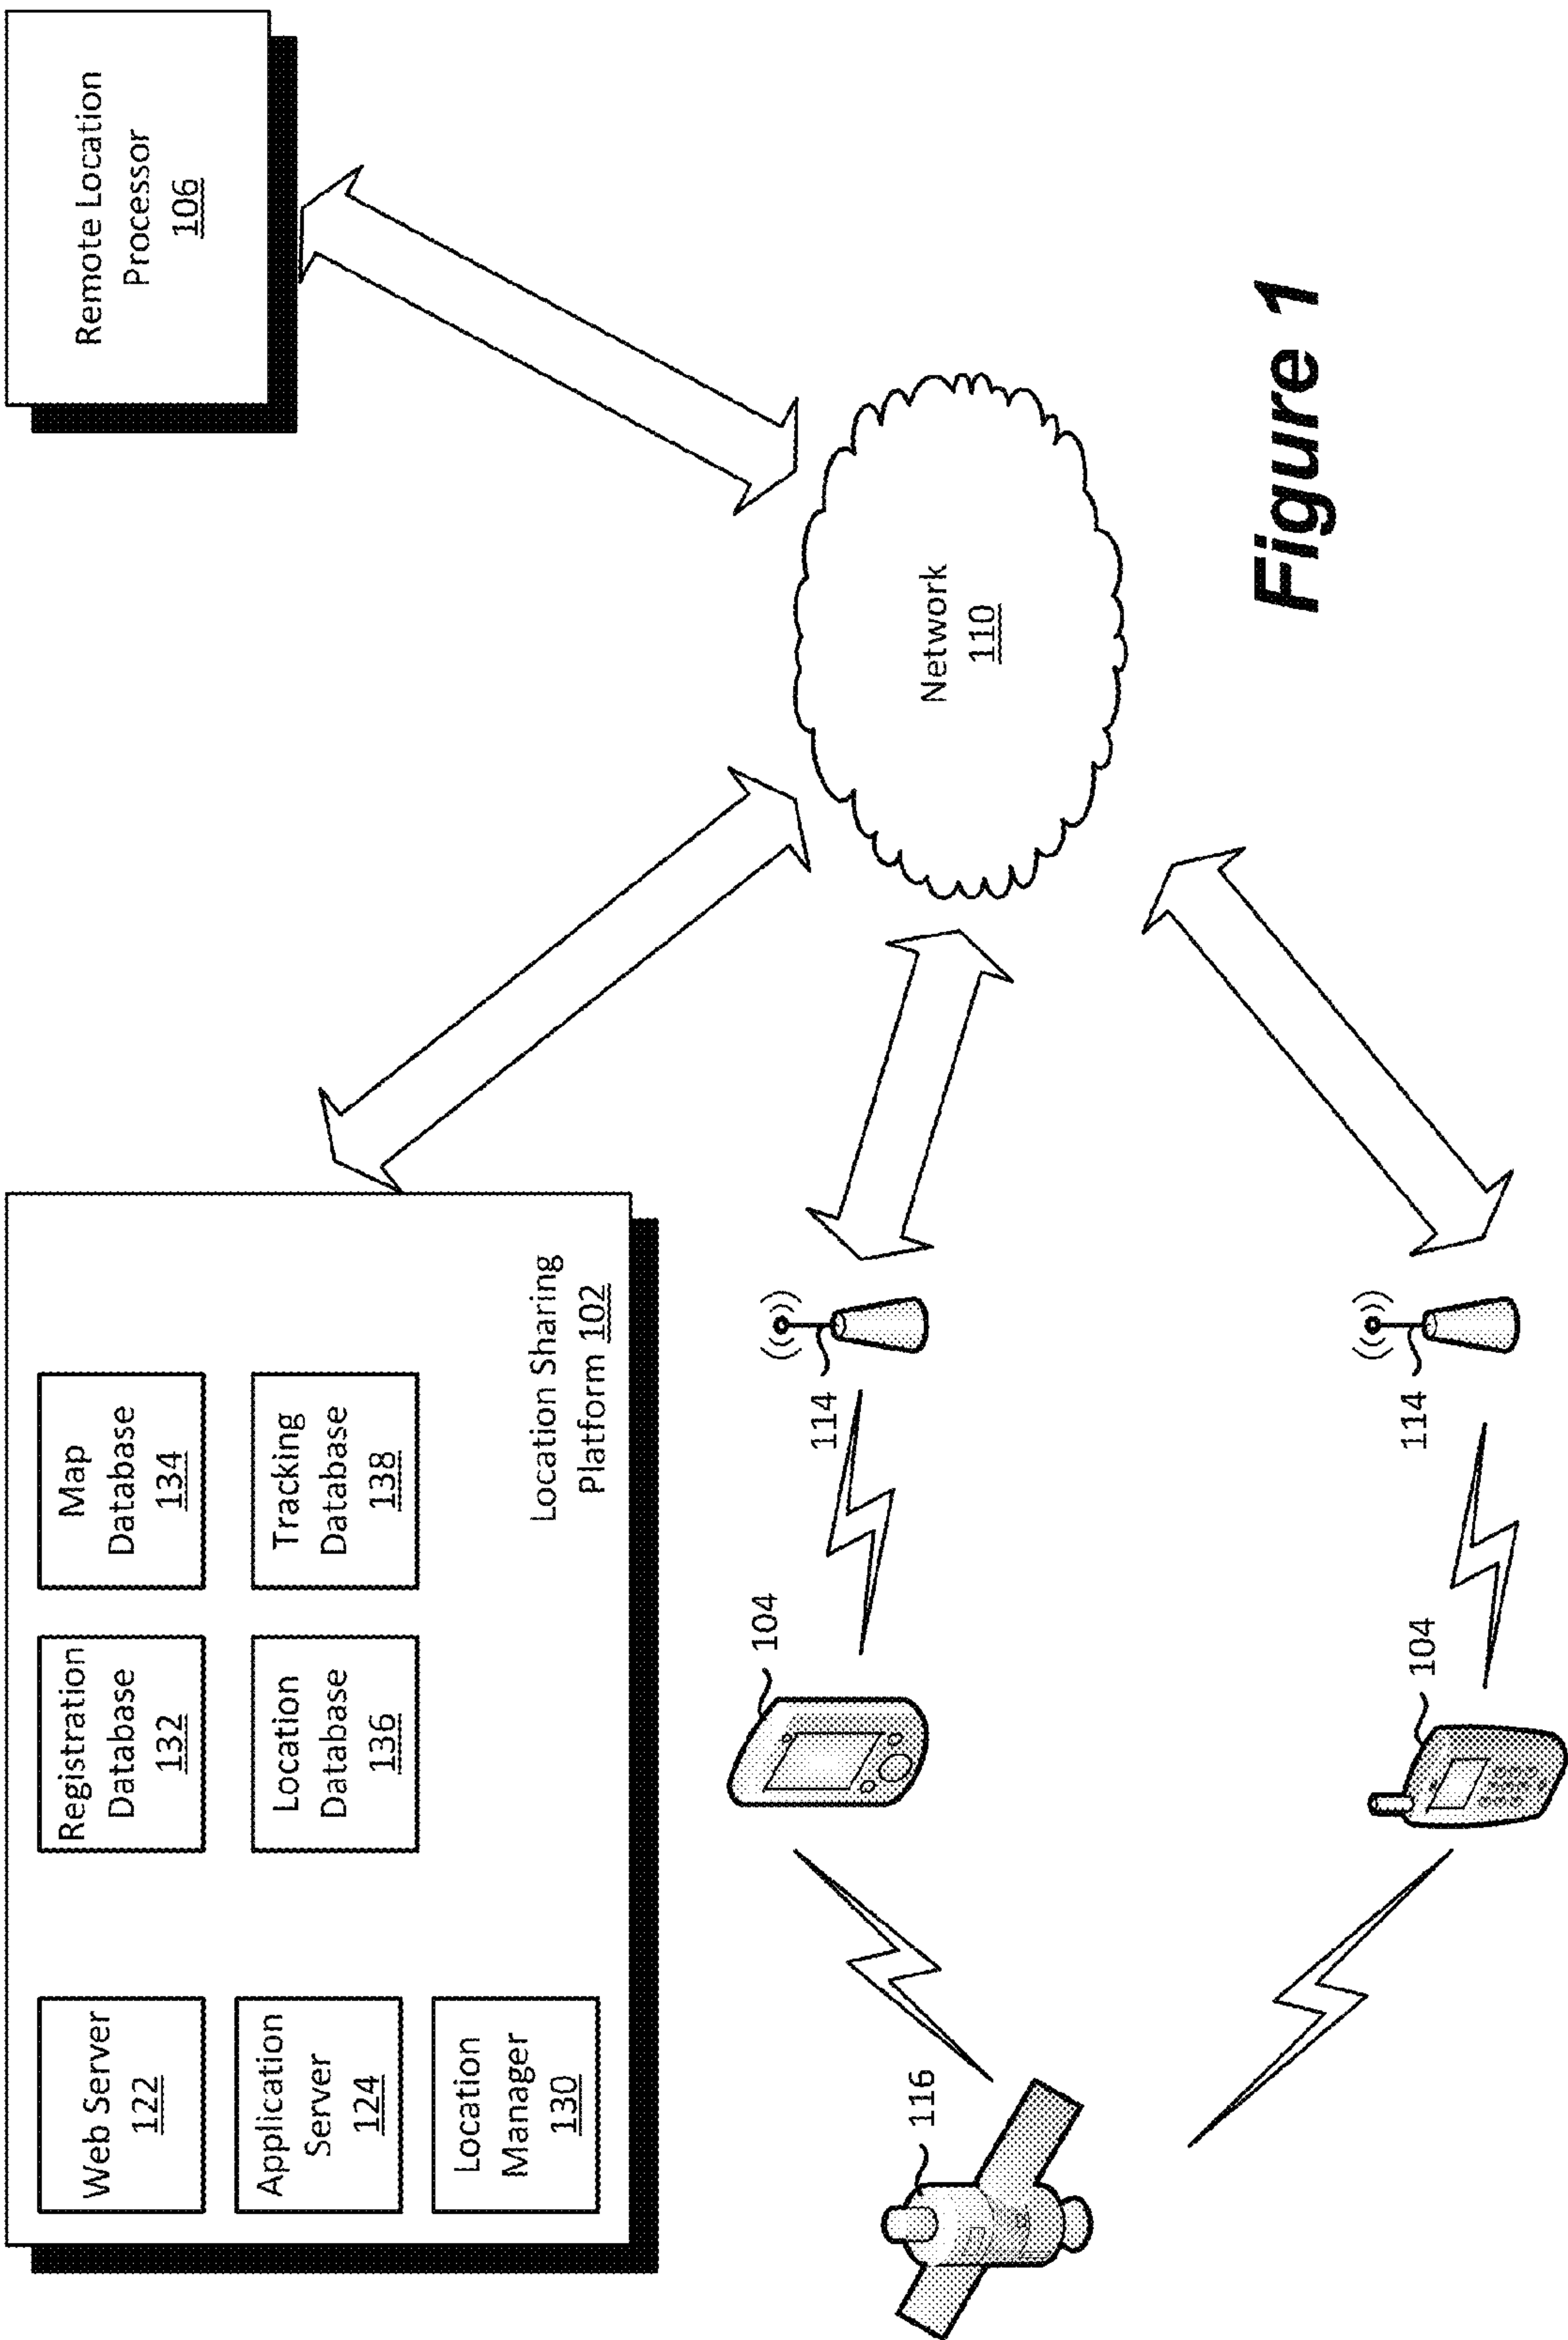 Web Server
122
Registration
Database
132
Map
Database
134
Remote Location
Processor
106
Application
Server
124
Location
Database
136
Tracking
Database
138
Location
Manager
130
Location Sharing
Platform 102
104
114
116
Network
110
104
114
Figure 1